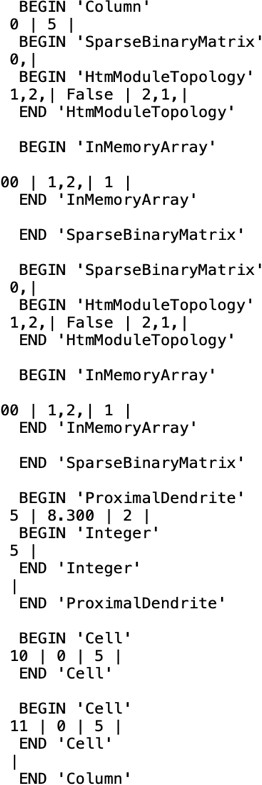 BEGIN 'Column'
0 | 5 |
BEGIN 'SparseBinaryMatrix'
0,|
BEGIN 'HtmModuleTopology'
1,2,| False | 2,1,|
END 'HtmModuleTopology'
BEGIN 'InMemoryArray'
00 | 1,2,| 1 |
END 'InMemoryArray'
END 'SparseBinaryMatrix'
BEGIN 'SparseBinaryMatrix'
0,|
BEGIN 'HtmModuleTopology'
1,2,| False | 2,1,|
END 'HtmModuleTopology'
BEGIN 'InMemoryArray'
00 | 1,2,| 1 |
END 'InMemoryArray'
END 'SparseBinaryMatrix'
BEGIN 'ProximalDendrite'
5 | 8.300 | 2 |
BEGIN 'Integer'
5 |
END 'Integer'
|
END 'ProximalDendrite'
BEGIN 'Cell'
10 | 0 | 5 |
END 'Cell'
BEGIN 'Cell'
11 | 0 | 5 |
END 'Cell'
|
END 'Column'